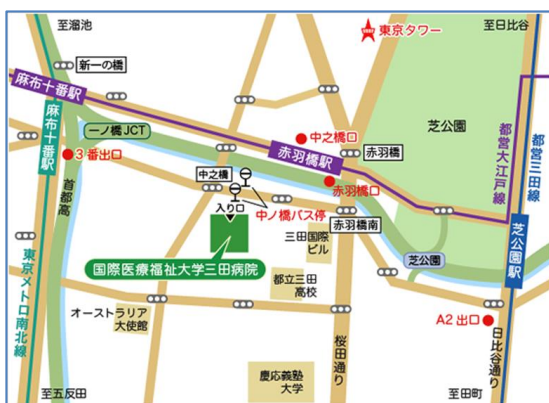 至溜池
東京タワー
至日比谷
新一の橋
麻布十番駅
麻布十番駅
一ノ橋JCT
中之橋口
芝公園
都営大江戸線
都営三田線
3番出口
赤羽橋駅
赤羽橋
首都高
中之橋
赤羽橋口
入り口
中ノ橋バス停
赤羽橋南
三田国際
ビル
芝公園
芝公園駅
国際医療福祉大学三田病院
都立三田
高校
東京メトロ南北線
オーストラリア
大使館
A2出口
桜田通り
日比谷通り
慶応義塾
大学
至五反田
至田町